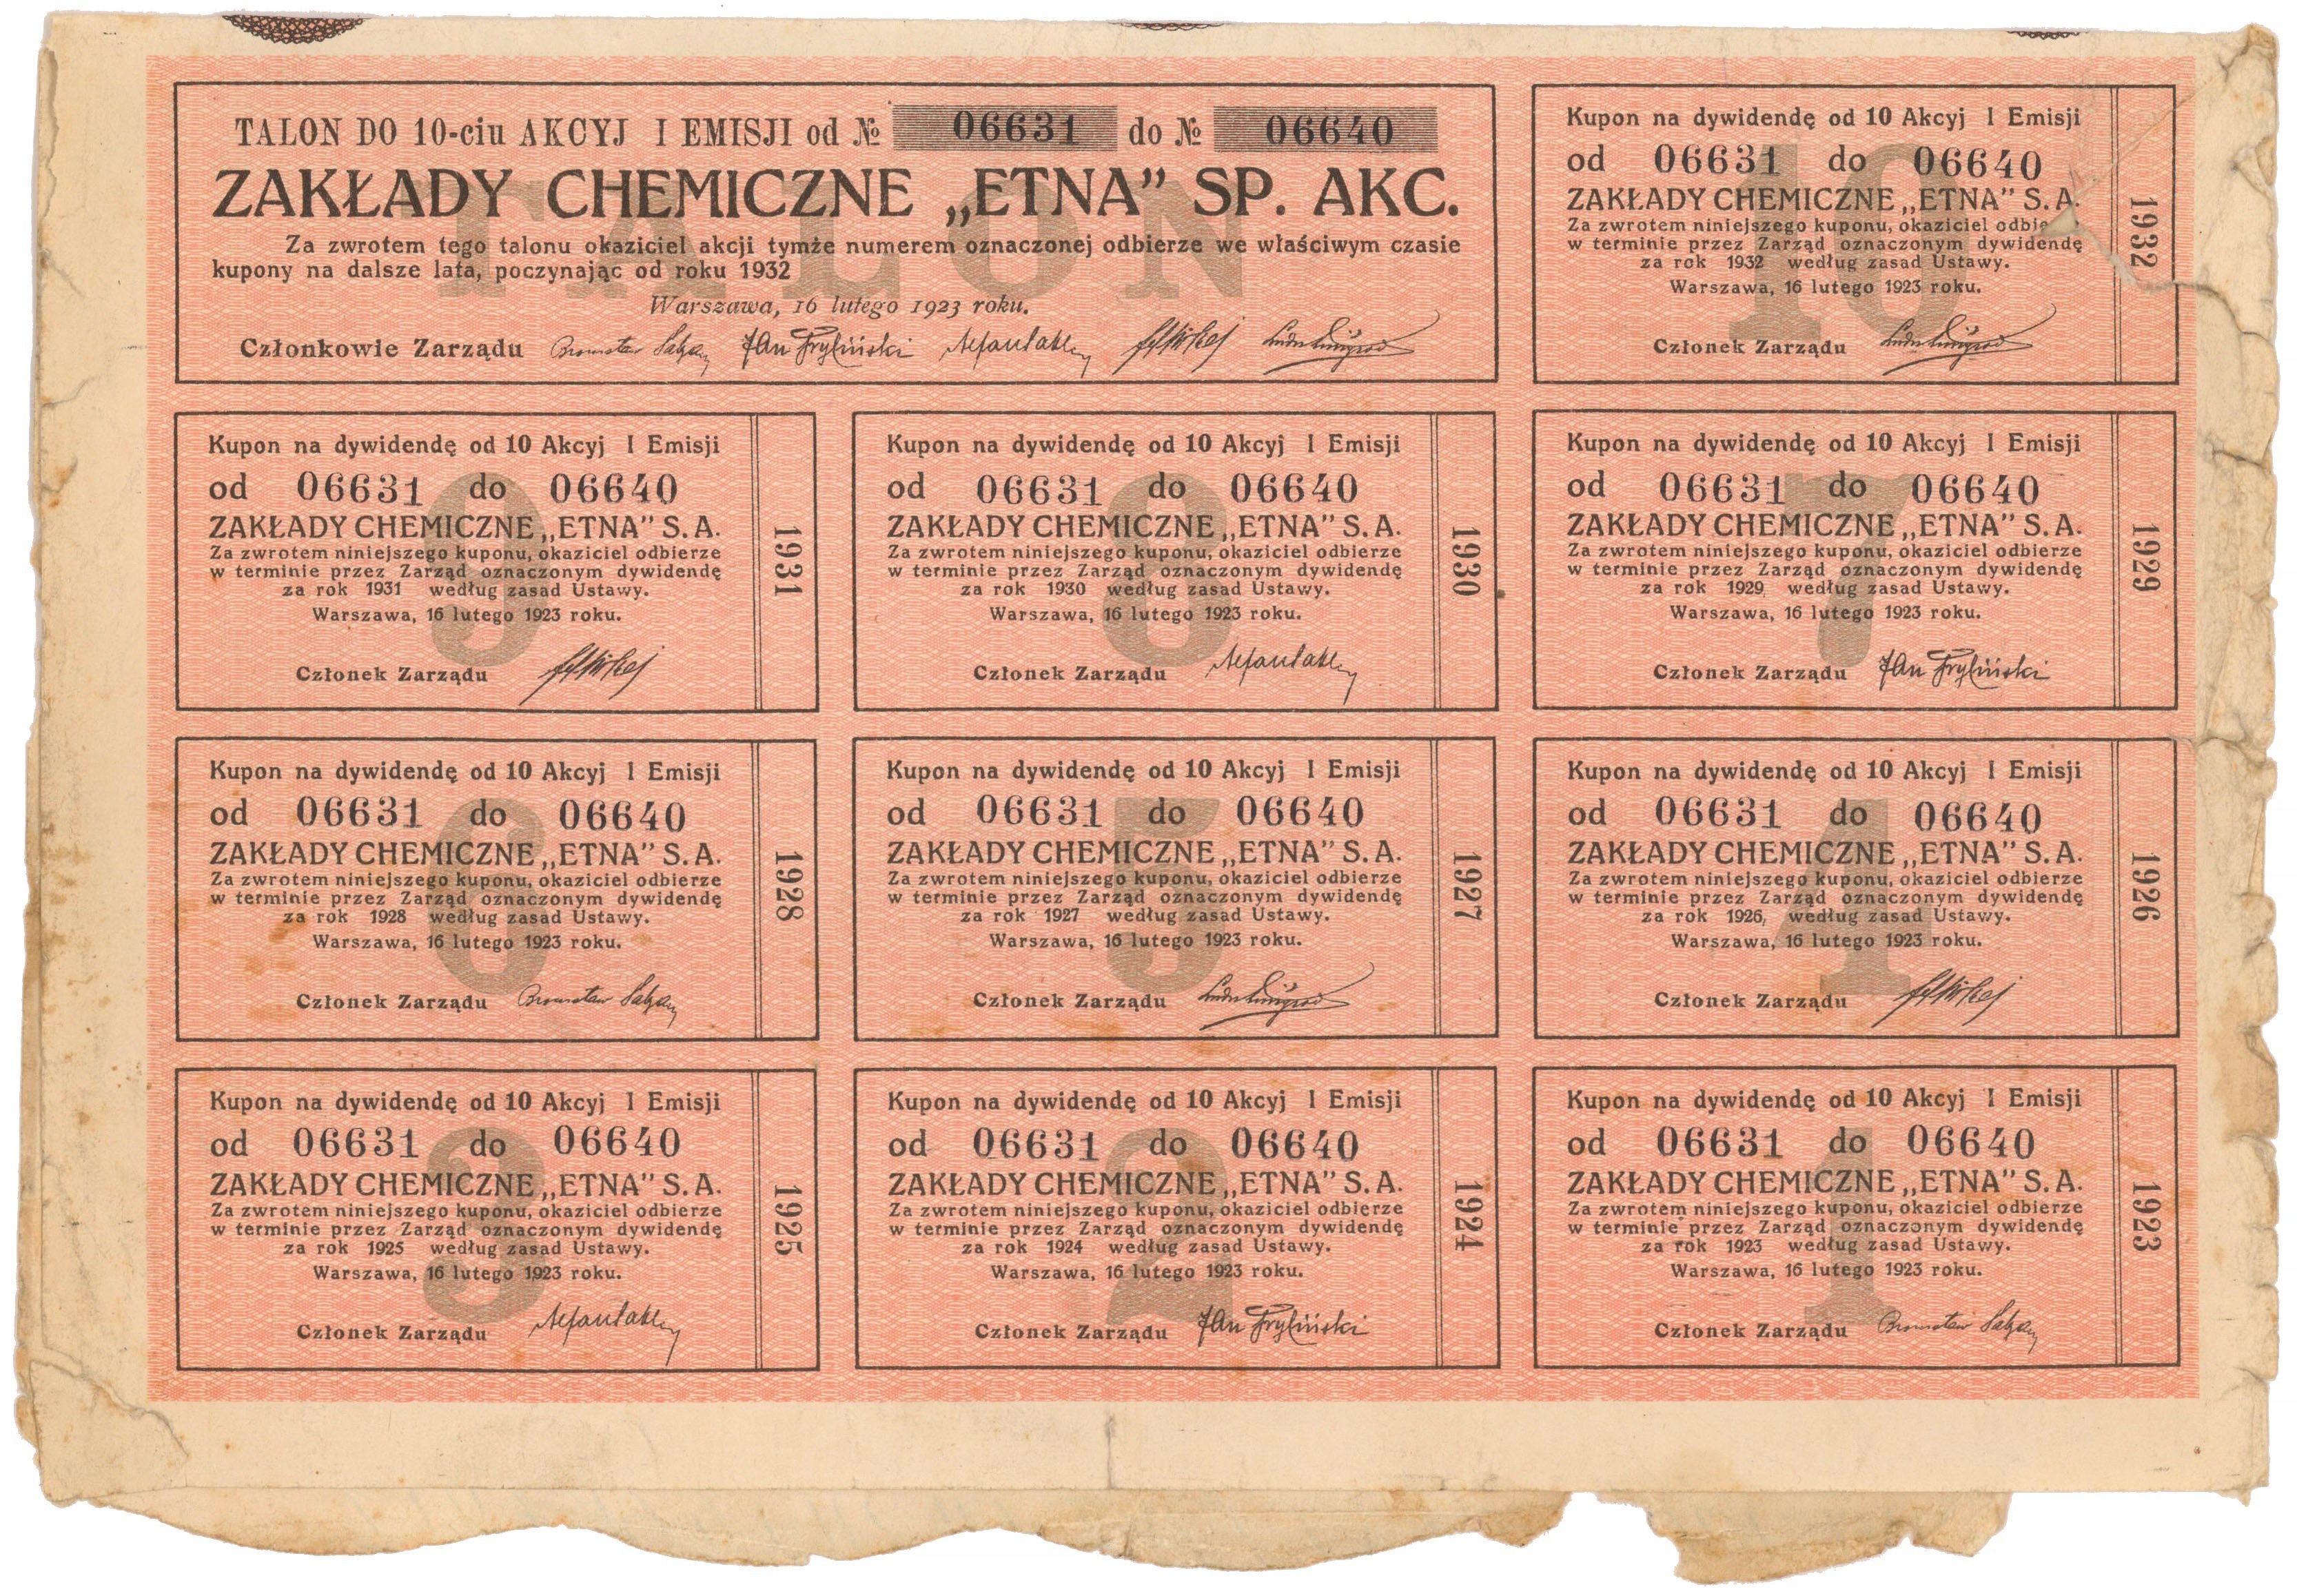 TALON DO 10-ciu AKCYJ I EMISJI od № 06631 do № 06640
ZAKŁADY CHEMICZNE „ETNA” SP. AKC.
Za zwrotem tego talonu okaziciel akcji tymże numerem oznaczonej odbierze we właściwym czasie
kupony na dalsze lata, poczynając od roku 1932
Warszawa, 16 lutego 1923 roku.
Członkowie Zarządu
TALON
Kupon na dywidendę od 10 Akcyj I Emisji
od 06631 do 06640
ZAKŁADY CHEMICZNE „ETNA” S. A.
Za zwrotem niniejszego kuponu, okaziciel
w terminie przez Zarząd oznaczonym dywidendę
za rok 1932 według zasad Ustawy.
Warszawa, 16 lutego 1923 roku.
Członek Zarządu
10
1932
Kupon na dywidendę od 10 Akcyj I Emisji
od 06631 do 06640
ZAKŁADY CHEMICZNE „ETNA” S. A.
Za zwrotem niniejszego kuponu, okaziciel odbierze
w terminie przez Zarząd oznaczonym dywidendę
za rok 1931 według zasad Ustawy.
Warszawa, 16 lutego 1923 roku.
Członek Zarządu
9
1931
Kupon na dywidendę od 10 Akcyj I Emisji
od 06631 do 06640
ZAKŁADY CHEMICZNE „ETNA” S. A.
Za zwrotem niniejszego kuponu, okaziciel odbierze
w terminie przez Zarząd oznaczonym dywidendę
za rok 1930 według zasad Ustawy.
Warszawa, 16 lutego 1923 roku.
Członek Zarządu
8
1930
Kupon na dywidendę od 10 Akcyj I Emisji
od 06631 do 06640
ZAKŁADY CHEMICZNE „ETNA” S. A.
Za zwrotem niniejszego kuponu, okaziciel odbierze
w terminie przez Zarząd oznaczonym dywidendę
za rok 1929 według zasad Ustawy.
Warszawa, 16 lutego 1923 roku.
Członek Zarządu Jan Tryliński
7
1929
Kupon na dywidendę od 10 Akcyj I Emisji
od 06631 do 06640
ZAKŁADY CHEMICZNE „ETNA” S. A.
Za zwrotem niniejszego kuponu, okaziciel odbierze
w terminie przez Zarząd oznaczonym dywidendę
za rok 1928 według zasad Ustawy.
Warszawa, 16 lutego 1923 roku.
Członek Zarządu
6
1928
Kupon na dywidendę od 10 Akcyj I Emisji
od 06631 do 06640
ZAKŁADY CHEMICZNE „ETNA” S. A.
Za zwrotem niniejszego kuponu, okaziciel odbierze
w terminie przez Zarząd oznaczonym dywidendę
za rok 1927 według zasad Ustawy.
Warszawa, 16 lutego 1923 roku.
Członek Zarządu
5
1927
Kupon na dywidendę od 10 Akcyj I Emisji
od 06631 do 06640
ZAKŁADY CHEMICZNE „ETNA” S. A.
Za zwrotem niniejszego kuponu, okaziciel odbierze
w terminie przez Zarząd oznaczonym dywidendę
za rok 1926, według zasad Ustawy.
Warszawa, 16 lutego 1923 roku.
Członek Zarządu
4
1926
Kupon na dywidendę od 10 Akcyj I Emisji
od 06631 do 06640
ZAKŁADY CHEMICZNE „ETNA” S. A.
Za zwrotem niniejszego kuponu, okaziciel odbierze
w terminie przez Zarząd oznaczonym dywidendę
za rok 1925 według zasad Ustawy.
Warszawa, 16 lutego 1923 roku.
Członek Zarządu
3
1925
Kupon na dywidendę od 10 Akcyj I Emisji
od 06631 do 06640
ZAKŁADY CHEMICZNE „ETNA” S. A.
Za zwrotem niniejszego kuponu, okaziciel odbierze
w terminie przez Zarząd oznaczonym dywidendę
za rok 1924 według zasad Ustawy.
Warszawa, 16 lutego 1923 roku.
Członek Zarządu Jan Tryliński
2
1924
Kupon na dywidendę od 10 Akcyj I Emisji
od 06631 do 06640
ZAKŁADY CHEMICZNE „ETNA” S. A.
Za zwrotem niniejszego kuponu, okaziciel odbierze
w terminie przez Zarząd oznaczonym dywidendę
za rok 1923 według zasad Ustawy.
Warszawa, 16 lutego 1923 roku.
Członek Zarządu
1
1923